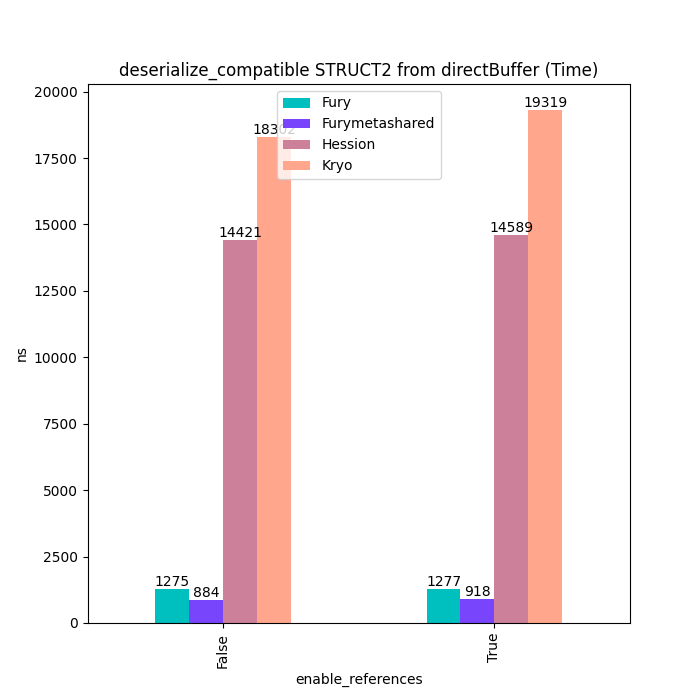 deserialize_compatible STRUCT2 from directBuffer (Time)
Fury
Furymetashared
Hession
Kryo
20000
17500
15000
12500
10000
7500
5000
2500
0
ns
1275
884
14421
18302
1277
918
14589
19319
False
True
enable_references